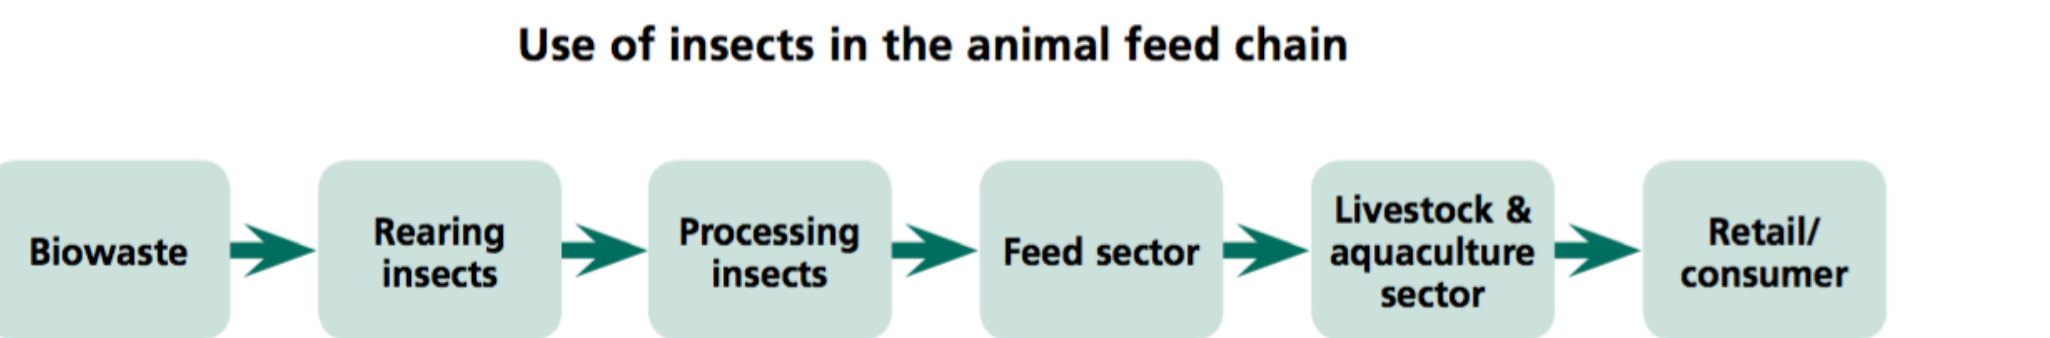 Use of insects in the animal feed chain
Biowaste
Rearing
insects
Processing
insects
Feed sector
Livestock &
aquaculture
sector
Retail/
consumer